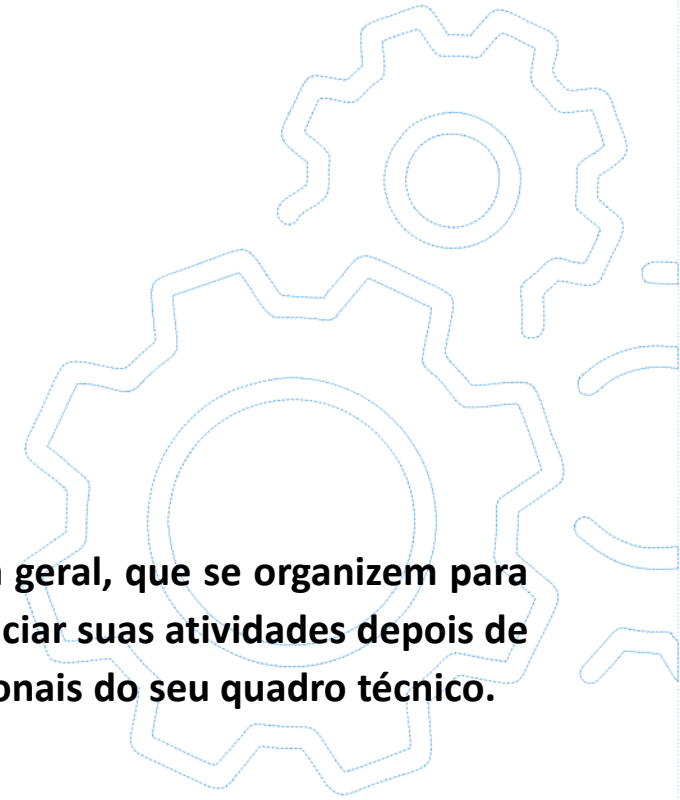 geral, que se organizem para
ciar suas atividades depois de
onais do seu quadro técnico.